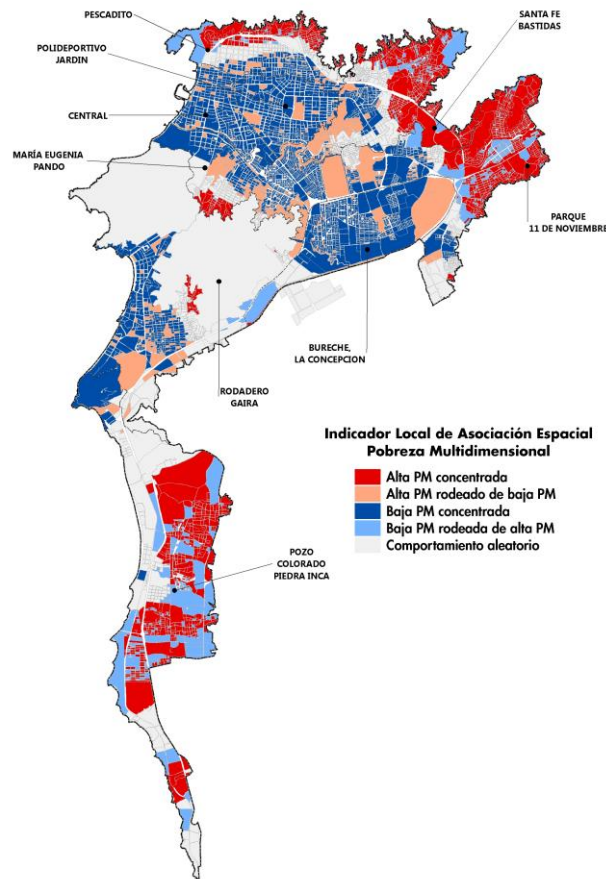 PESCADITO
SANTA FE
BASTIDAS
POLIDEPORTIVO
JARDIN
CENTRAL
MARÍA EUGENIA
PANDO
PARQUE
11 DE NOVIEMBRE
BURECHE,
LA CONCEPCION
RODADERO
GAIRA
Indicador Local de Asociación Espacial
Pobreza Multidimensional
Alta PM concentrada
Alta PM rodeado de baja PM
Baja PM concentrada
Baja PM rodeada de alta PM
Comportamiento aleatorio
POZO
COLORADO
PIEDRA INCA